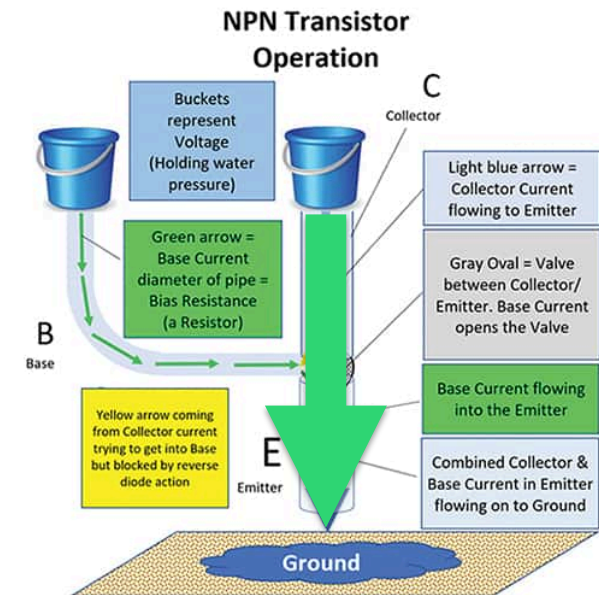 NPN Transistor
Operation
C
Collector
Buckets
represent
Voltage
(Holding water
pressure)
Light blue arrow =
Collector Current
flowing to Emitter
Green arrow =
Base Current
diameter of pipe =
Bias Resistance
(a Resistor)
Gray Oval = Valve
between Collector/
Emitter. Base Current
opens the Valve
B
Base
Base Current flowing
into the Emitter
Yellow arrow coming
from Collector current
trying to get into Base
but blocked by reverse
diode action
E
Emitter
Combined Collector &
Base Current in Emitter
flowing on to Ground
Ground